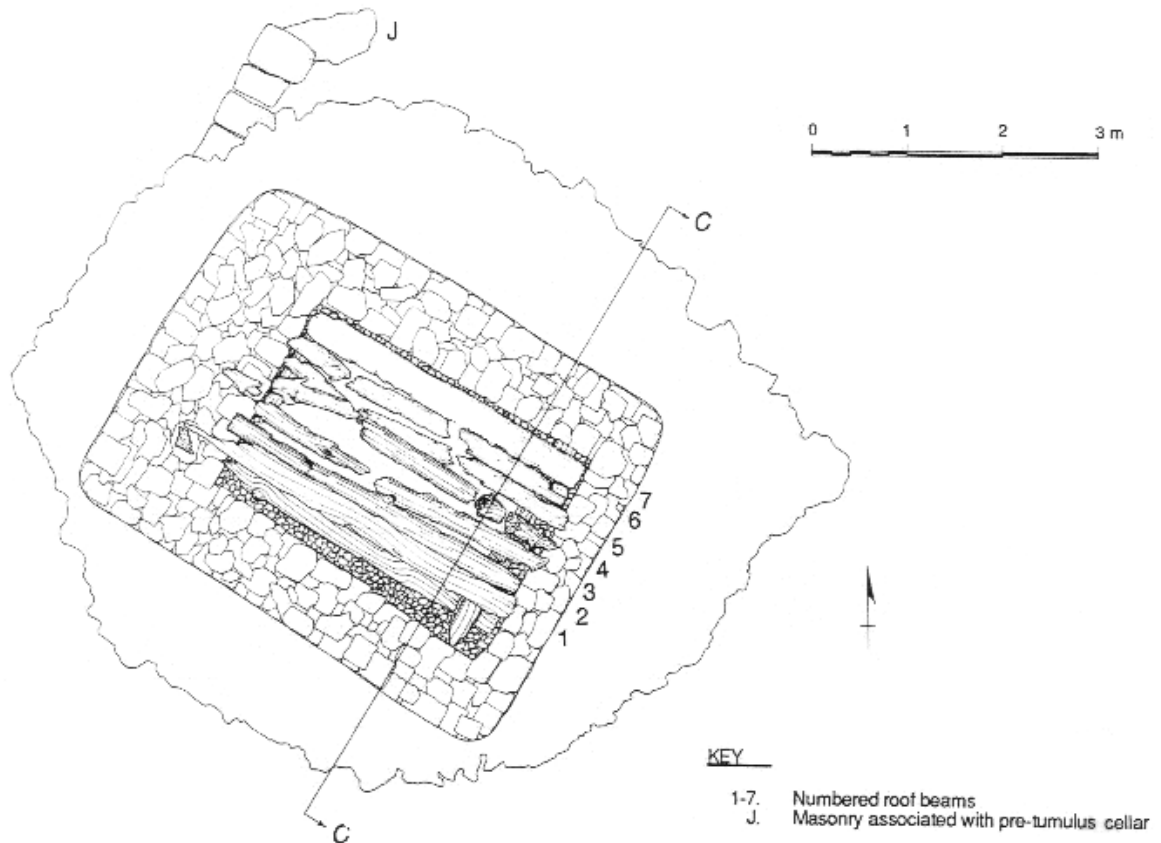 J
0 1 2 3 m
C
7
6
5
4
3
2
1
C
KEY
1-7. Numbered roof beams
J. Masonry associated with pre-tumulus cellar